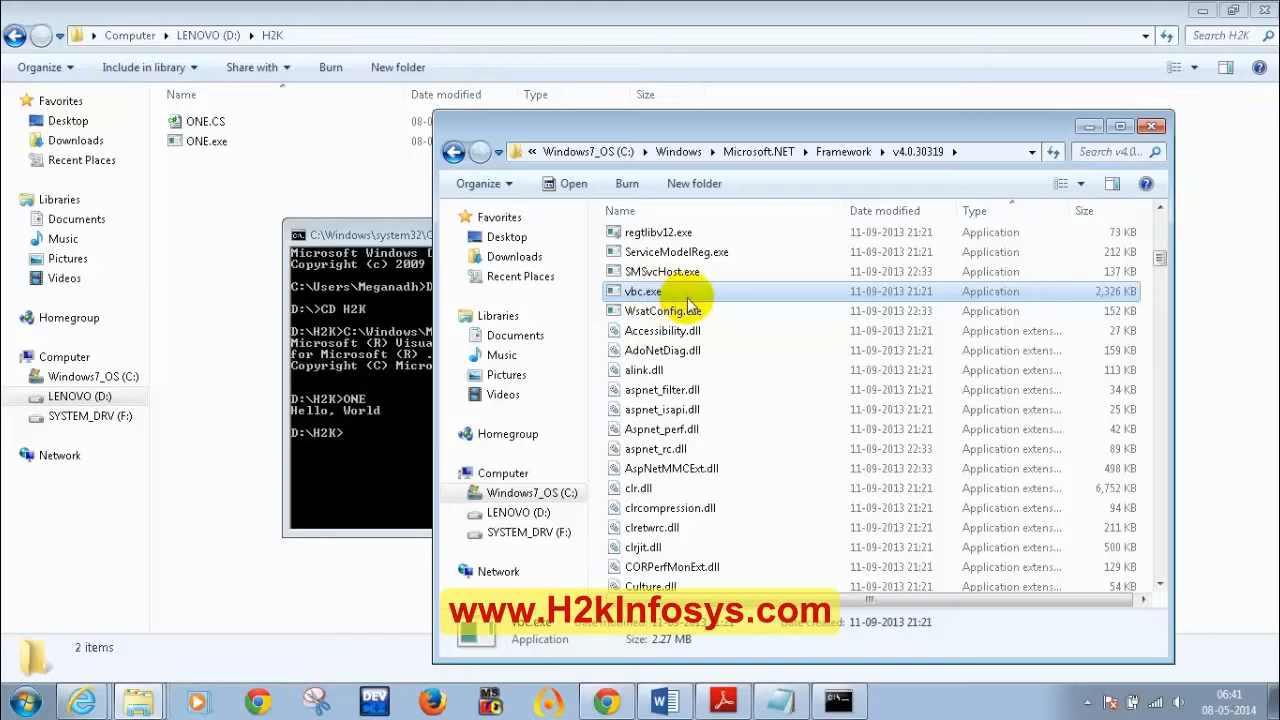 Computer ▸ LENOVO (D:) ▸ H2K
Search H2K
Organize Include in library Share with Burn New folder
Name Date modified Type Size
Favorites
Desktop
Downloads
Recent Places
Libraries
Documents
Music
Pictures
Videos
Homegroup
Computer
Windows7_OS (C:)
LENOVO (D:)
SYSTEM_DRV (F:)
Network
ONE.CS 08-
ONE.exe 08-
C:\Windows\system32\C
Microsoft Windows
Copyright (c) 2009
C:\Users\Meganadh>D
D:\>CD H2K
D:\H2K>C:\Windows\M
Microsoft (R) Visua
for Microsoft (R) .
Copyright (C) Micro
D:\H2K>ONE
Hello, World
D:\H2K>
« Windows7_OS (C:) ▸ Windows ▸ Microsoft.NET ▸ Framework ▸ v4.0.30319 ▸
Search v4.0...
Organize Open Burn New folder
Favorites
Desktop
Downloads
Recent Places
Libraries
Documents
Music
Pictures
Videos
Homegroup
Computer
Windows7_OS (C:)
LENOVO (D:)
SYSTEM_DRV (F:)
Network
Name Date modified Type Size
regtlibv12.exe 11-09-2013 21:21 Application 73 KB
ServiceModelReg.exe 11-09-2013 21:21 Application 212 KB
SMSvcHost.exe 11-09-2013 22:33 Application 137 KB
vbc.exe 11-09-2013 21:21 Application 2,326 KB
WsatConfig.exe 11-09-2013 22:33 Application 152 KB
Accessibility.dll 11-09-2013 21:21 Application extens... 27 KB
AdoNetDiag.dll 11-09-2013 21:21 Application extens... 159 KB
alink.dll 11-09-2013 21:21 Application extens... 113 KB
aspnet_filter.dll 11-09-2013 21:21 Application extens... 34 KB
aspnet_isapi.dll 11-09-2013 21:21 Application extens... 25 KB
Aspnet_perf.dll 11-09-2013 21:21 Application extens... 42 KB
aspnet_rc.dll 11-09-2013 21:21 Application extens... 89 KB
AspNetMMCExt.dll 11-09-2013 22:33 Application extens... 498 KB
clr.dll 11-09-2013 21:21 Application extens... 6,752 KB
clrcompression.dll 11-09-2013 21:21 Application extens... 94 KB
clretwrc.dll 11-09-2013 21:21 Application extens... 211 KB
clrjit.dll 11-09-2013 21:21 Application extens... 500 KB
CORPerfMonExt.dll 11-09-2013 21:21 Application extens... 129 KB
Culture.dll 11-09-2013 21:21 Application extens... 54 KB
www.H2kInfosys.com
vbc.exe Date modified: 11-09-2013 21:21 Date created: 11-09-2013 21:21
Application Size: 2.27 MB
2 items
DEV
MS
06:41
08-05-2014